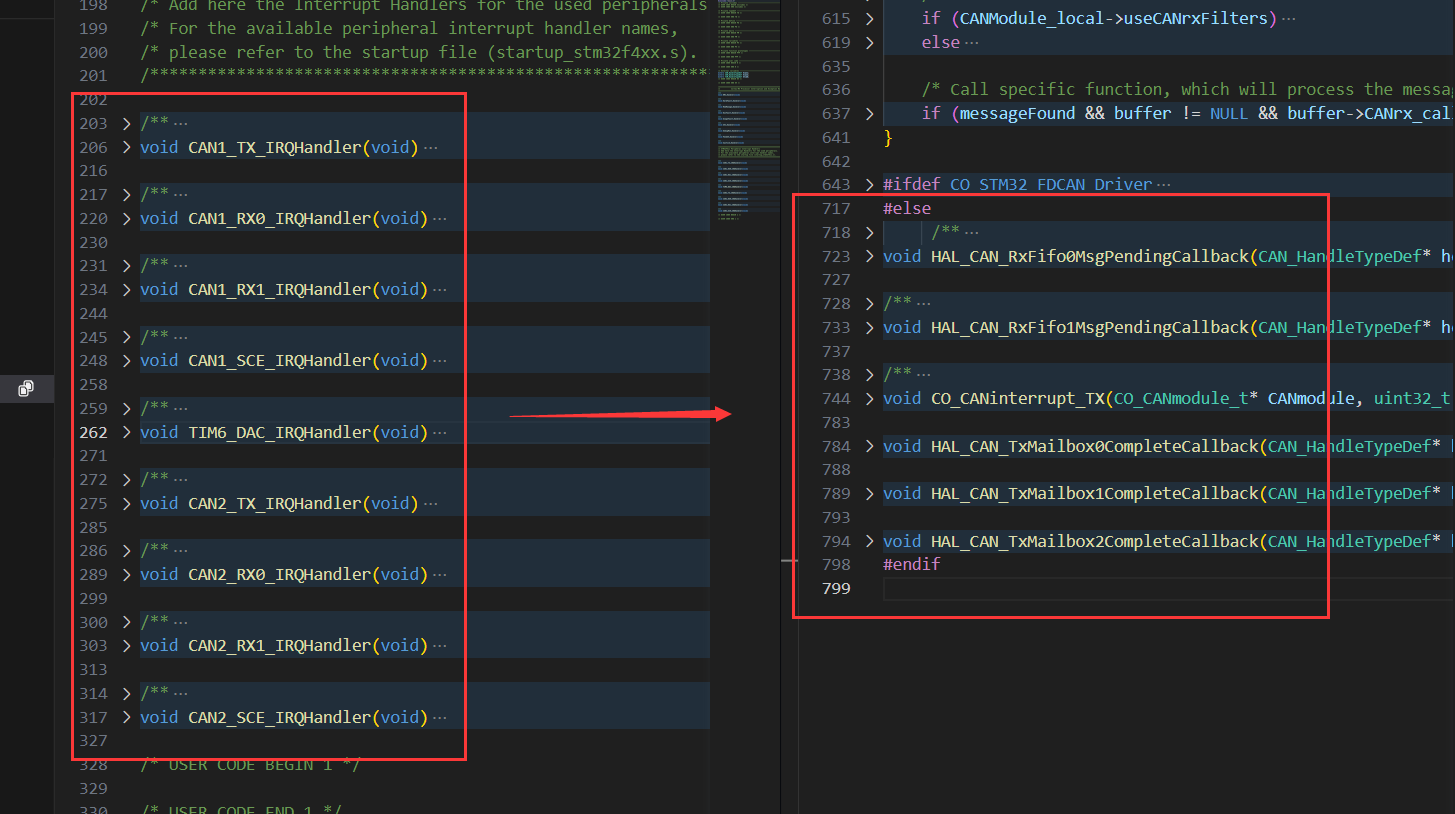 198 /* Add here the Interrupt Handlers for the used peripherals
199 /* For the available peripheral interrupt handler names,
200 /* please refer to the startup file (startup_stm32f4xx.s).
201 /***********************************************************
202
203 > /** ···
206 > void CAN1_TX_IRQHandler(void) ···
216
217 > /** ···
220 > void CAN1_RX0_IRQHandler(void) ···
230
231 > /** ···
234 > void CAN1_RX1_IRQHandler(void) ···
244
245 > /** ···
248 > void CAN1_SCE_IRQHandler(void) ···
258
259 > /** ···
262 > void TIM6_DAC_IRQHandler(void) ···
271
272 > /** ···
275 > void CAN2_TX_IRQHandler(void) ···
285
286 > /** ···
289 > void CAN2_RX0_IRQHandler(void) ···
299
300 > /** ···
303 > void CAN2_RX1_IRQHandler(void) ···
313
314 > /** ···
317 > void CAN2_SCE_IRQHandler(void) ···
327
328 /* USER CODE BEGIN 1 */
329
330 /* USER CODE END 1 */
615 > if (CANModule_local->useCANrxFilters) ···
619 > else ···
635
636 /* Call specific function, which will process the messa
637 > if (messageFound && buffer != NULL && buffer->CANrx_cal
641 }
642
643 > #ifdef CO_STM32_FDCAN_Driver ···
717 #else
718 > /** ···
723 > void HAL_CAN_RxFifo0MsgPendingCallback(CAN_HandleTypeDef* h
727
728 > /** ···
733 > void HAL_CAN_RxFifo1MsgPendingCallback(CAN_HandleTypeDef* h
737
738 > /** ···
744 > void CO_CANinterrupt_TX(CO_CANmodule_t* CANmodule, uint32_t
783
784 > void HAL_CAN_TxMailbox0CompleteCallback(CAN_HandleTypeDef*
788
789 > void HAL_CAN_TxMailbox1CompleteCallback(CAN_HandleTypeDef*
793
794 > void HAL_CAN_TxMailbox2CompleteCallback(CAN_HandleTypeDef*
798 #endif
799